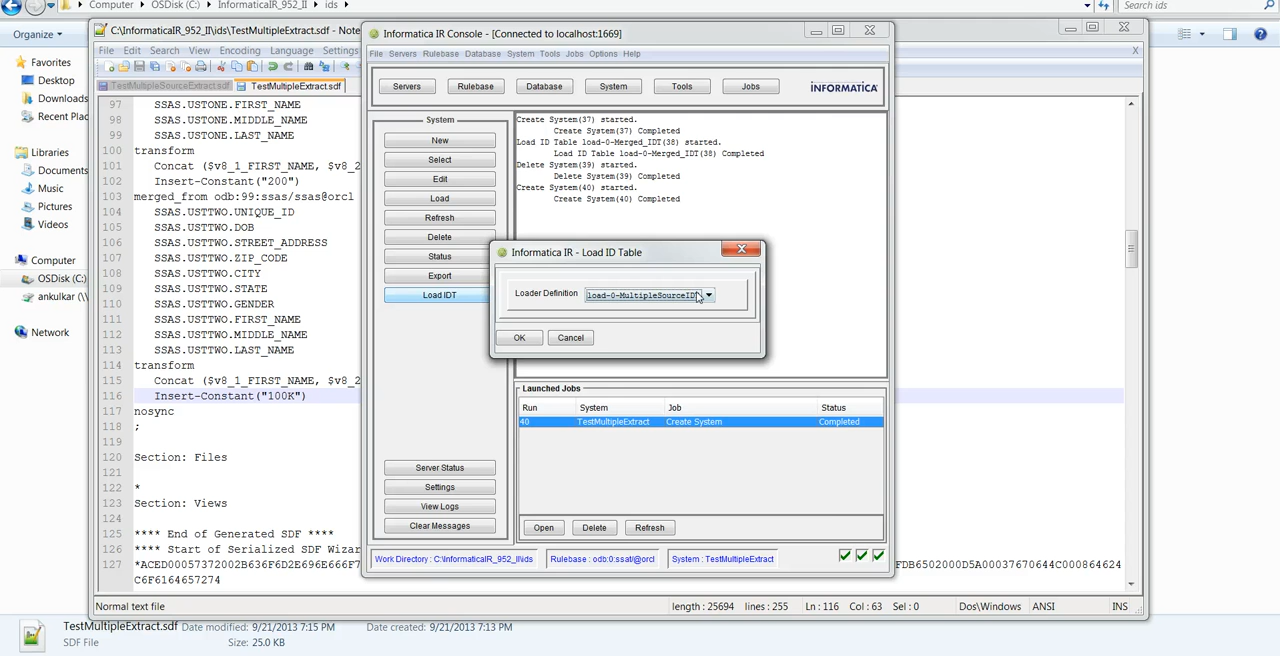 Computer ▸ OSDisk (C:) ▸ InformaticaIR_952_II ▸ ids ▸
Search ids
Organize
Favorites
Desktop
Downloads
Recent Plac
Libraries
Documents
Music
Pictures
Videos
Computer
OSDisk (C:)
ankulkar (\\
Network
C:\InformaticaIR_952_II\ids\TestMultipleExtract.sdf - Note
File Edit Search View Encoding Language Settings
X
TestMultipleSourceExtract.sdf TestMultipleExtract.sdf
97 SSAS.USTONE.FIRST_NAME
98 SSAS.USTONE.MIDDLE_NAME
99 SSAS.USTONE.LAST_NAME
100 transform
101 Concat ($v8_1_FIRST_NAME, $v8
102 Insert-Constant("200")
103 merged_from odb:99:ssas/ssas@orcl
104 SSAS.USTTWO.UNIQUE_ID
105 SSAS.USTTWO.DOB
106 SSAS.USTTWO.STREET_ADDRESS
107 SSAS.USTTWO.ZIP_CODE
108 SSAS.USTTWO.CITY
109 SSAS.USTTWO.STATE
110 SSAS.USTTWO.GENDER
111 SSAS.USTTWO.FIRST_NAME
112 SSAS.USTTWO.MIDDLE_NAME
113 SSAS.USTTWO.LAST_NAME
114 transform
115 Concat ($v8_1_FIRST_NAME, $v8_2
116 Insert-Constant("100K")
117 nosync
118 ;
119
120 Section: Files
121
122 *
123 Section: Views
124
125 **** End of Generated SDF ****
126 **** Start of Serialized SDF Wizar
127 *ACED00057372002B636F6D2E696E666F7
FDB6502000D5A00037670644C000864624
C6F6164657274
Normal text file
length : 25694 lines : 255
Ln : 116 Col : 63 Sel : 0
Dos\Windows
ANSI
INS
Informatica IR Console - [Connected to localhost:1669]
File Servers Rulebase Database System Tools Jobs Options Help
Servers
Rulebase
Database
System
Tools
Jobs
INFORMATICA
System
New
Select
Edit
Load
Refresh
Delete
Status
Export
Load IDT
Server Status
Settings
View Logs
Clear Messages
Create System(37) started.
Create System(37) Completed
Load ID Table load-0-Merged_IDT(38) started.
Load ID Table load-0-Merged_IDT(38) Completed
Delete System(39) started.
Delete System(39) Completed
Create System(40) started.
Create System(40) Completed
Informatica IR - Load ID Table
Loader Definition
load-0-MultipleSourceIDT
OK
Cancel
Launched Jobs
Run System Job Status
40 TestMultipleExtract Create System Completed
Open
Delete
Refresh
Work Directory : C:\InformaticaIR_952_II\ids
Rulebase : odb:0:ssat/@orcl
System : TestMultipleExtract
TestMultipleExtract.sdf Date modified: 9/21/2013 7:15 PM Date created: 9/21/2013 7:13 PM
SDF File Size: 25.0 KB